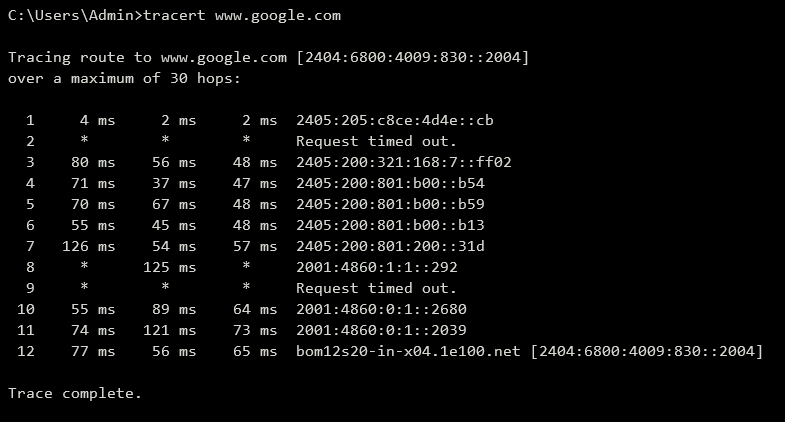 C:\Users\Admin>tracert www.google.com
Tracing route to www.google.com [2404:6800:4009:830::2004]
over a maximum of 30 hops:
1 4 ms 2 ms 2 ms 2405:205:c8ce:4d4e::cb
2 * * * Request timed out.
3 80 ms 56 ms 48 ms 2405:200:321:168:7::ff02
4 71 ms 37 ms 47 ms 2405:200:801:b00::b54
5 70 ms 67 ms 48 ms 2405:200:801:b00::b59
6 55 ms 45 ms 48 ms 2405:200:801:b00::b13
7 126 ms 54 ms 57 ms 2405:200:801:200::31d
8 * 125 ms * 2001:4860:1:1::292
9 * * * Request timed out.
10 55 ms 89 ms 64 ms 2001:4860:0:1::2680
11 74 ms 121 ms 73 ms 2001:4860:0:1::2039
12 77 ms 56 ms 65 ms bom12s20-in-x04.1e100.net [2404:6800:4009:830::2004]
Trace complete.